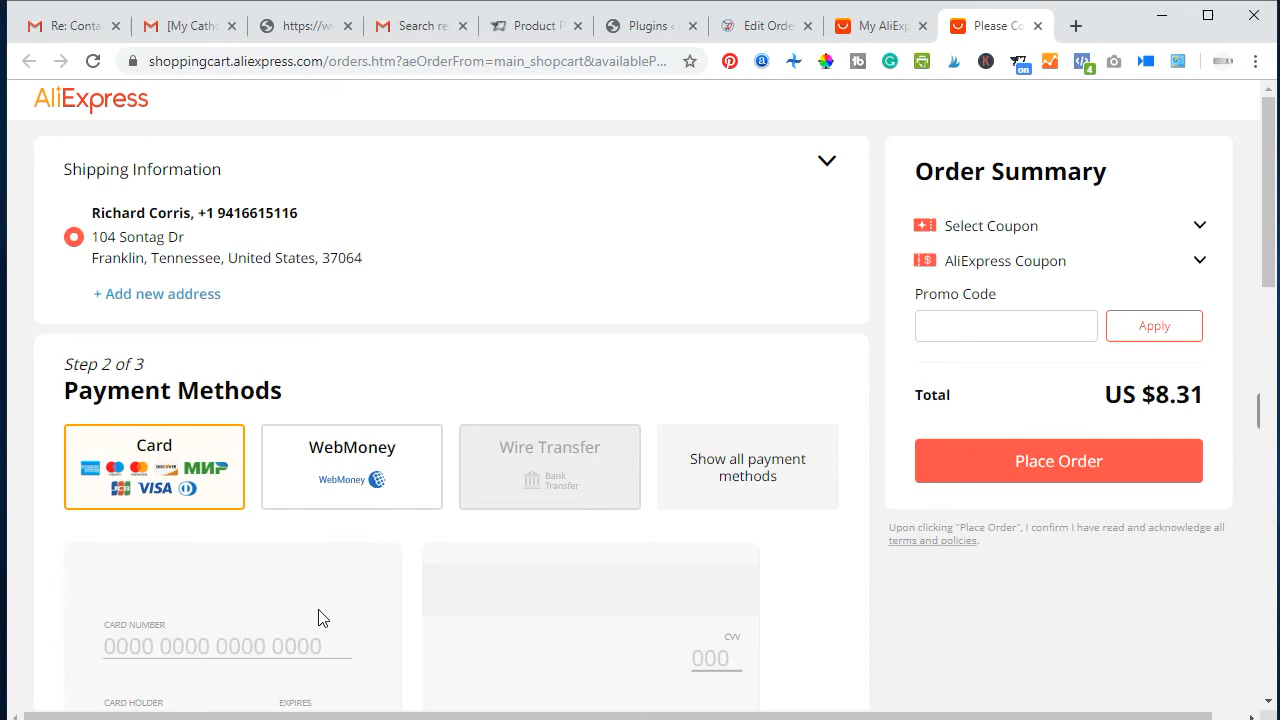 Re: Conta
[My Cath
https://w
Search re
Product P
Plugins ‹
Edit Orde
My AliExp
Please Co
shoppingcart.aliexpress.com/orders.htm?aeOrderFrom=main_shopcart&availableP...
on
4
AliExpress
Shipping Information
Richard Corris, +1 9416615116
104 Sontag Dr
Franklin, Tennessee, United States, 37064
+ Add new address
Step 2 of 3
Payment Methods
Card
DISCOVER МИР
JCB VISA
WebMoney
WebMoney
Wire Transfer
Bank
Transfer
Show all payment
methods
CARD NUMBER
0000 0000 0000 0000
CARD HOLDER
EXPIRES
CVV
000
Order Summary
Select Coupon
AliExpress Coupon
Promo Code
Apply
Total
US $8.31
Place Order
Upon clicking "Place Order", I confirm I have read and acknowledge all
terms and policies.